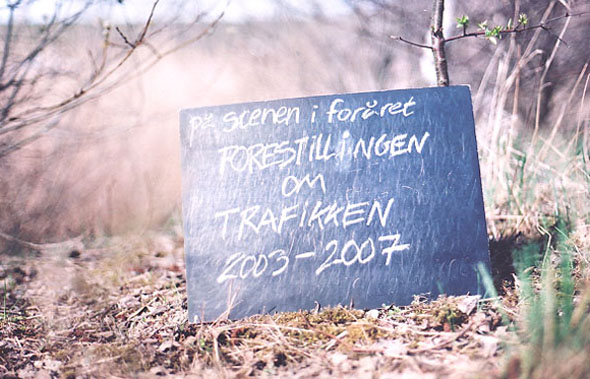 på scenen i foråret
FORESTILLINGEN
OM
TRAFIKKEN
2003-2007